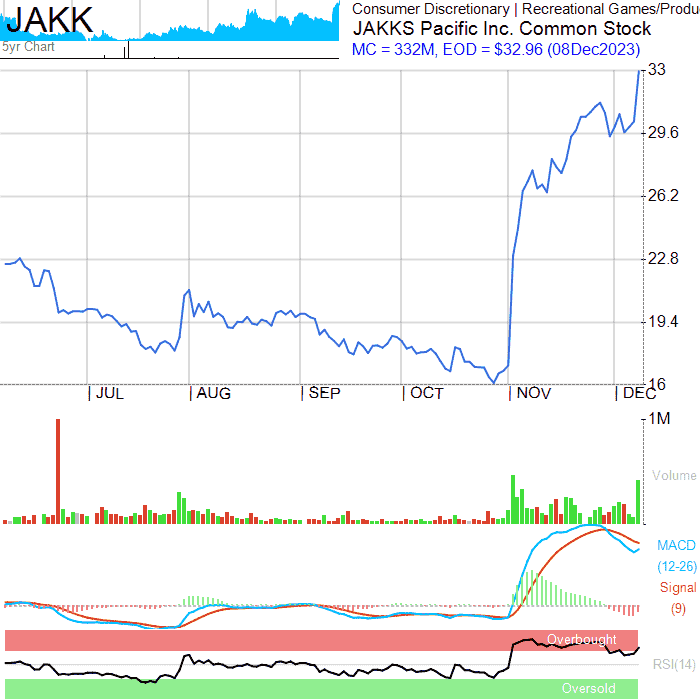 JAKK
5yr Chart
Consumer Discretionary | Recreational Games/Produ
JAKKS Pacific Inc. Common Stock
MC = 332M, EOD = $32.96 (08Dec2023)
33
29.6
26.2
22.8
19.4
16
JUL
AUG
SEP
OCT
NOV
DEC
1M
Volume
MACD
(12-26)
Signal
(9)
Overbought
RSI(14)
Oversold